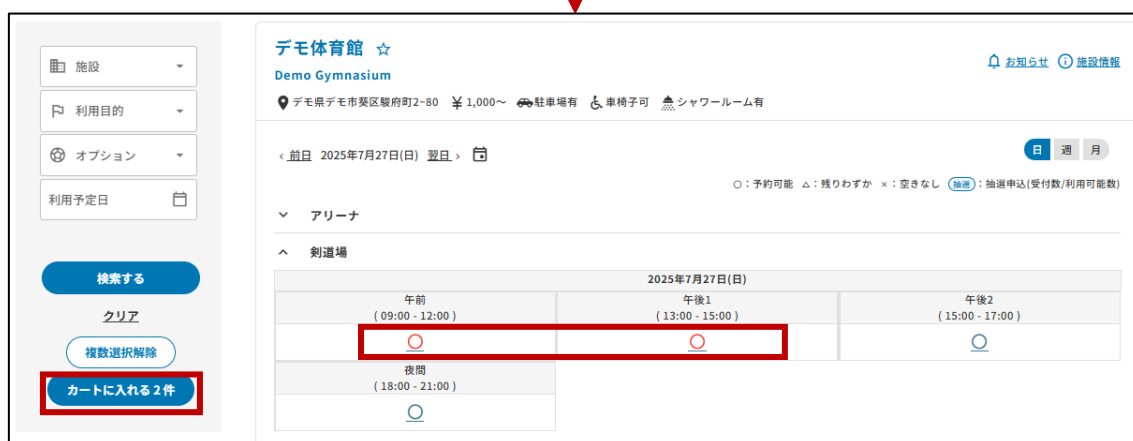 施設
利用目的
オプション
利用予定日
検索する
クリア
複数選択解除
カートに入れる 2 件
デモ体育館 ☆
Demo Gymnasium
お知らせ 施設情報
デモ県デモ市葵区駿府町2−80 ¥ 1,000〜 駐車場有 車椅子可 シャワールーム有
‹ 前日 2025年7月27日(日) 翌日 ›
日 週 月
○：予約可能 △：残りわずか ×：空きなし 抽選：抽選申込(受付数/利用可能数)
アリーナ
剣道場
2025年7月27日(日)
午前 午後1 午後2
( 09:00 - 12:00 ) ( 13:00 - 15:00 ) ( 15:00 - 17:00 )
○ ○ ○
夜間
( 18:00 - 21:00 )
○